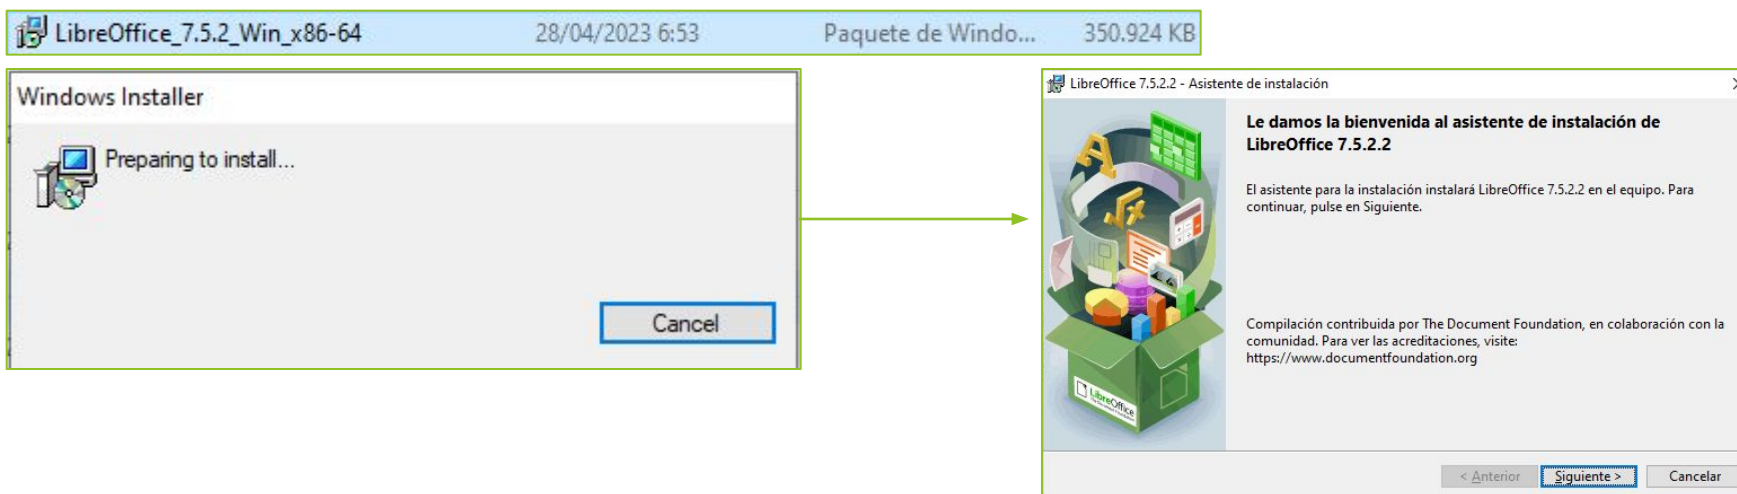 LibreOffice_7.5.2_Win_x86-64 28/04/2023 6:53 Paquete de Windo... 350.924 KB
Windows Installer
Preparing to install...
Cancel
LibreOffice 7.5.2.2 - Asistente de instalación
Le damos la bienvenida al asistente de instalación de
LibreOffice 7.5.2.2
El asistente para la instalación instalará LibreOffice 7.5.2.2 en el equipo. Para
continuar, pulse en Siguiente.
Compilación contribuida por The Document Foundation, en colaboración con la
comunidad. Para ver las acreditaciones, visite:
https://www.documentfoundation.org
LibreOffice
The Document Foundation
< Anterior Siguiente > Cancelar